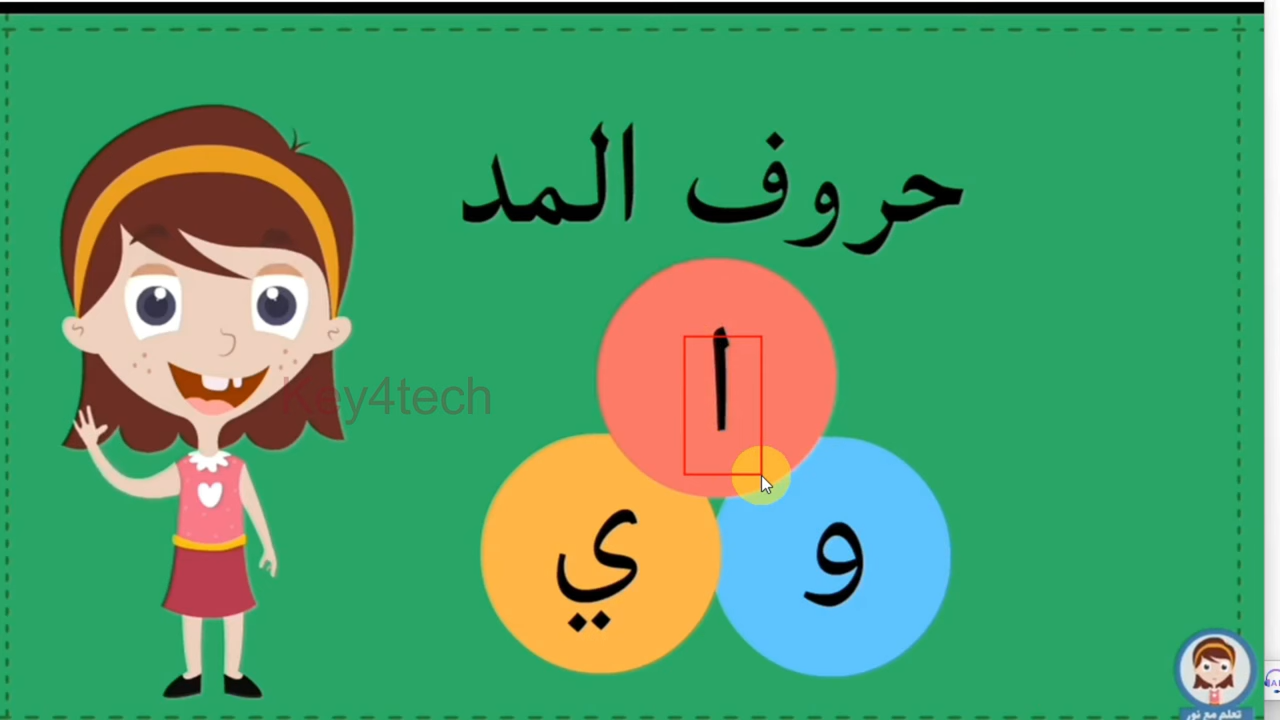 حروف المد
ا
و
ي
Key4tech
تعلم مع نور